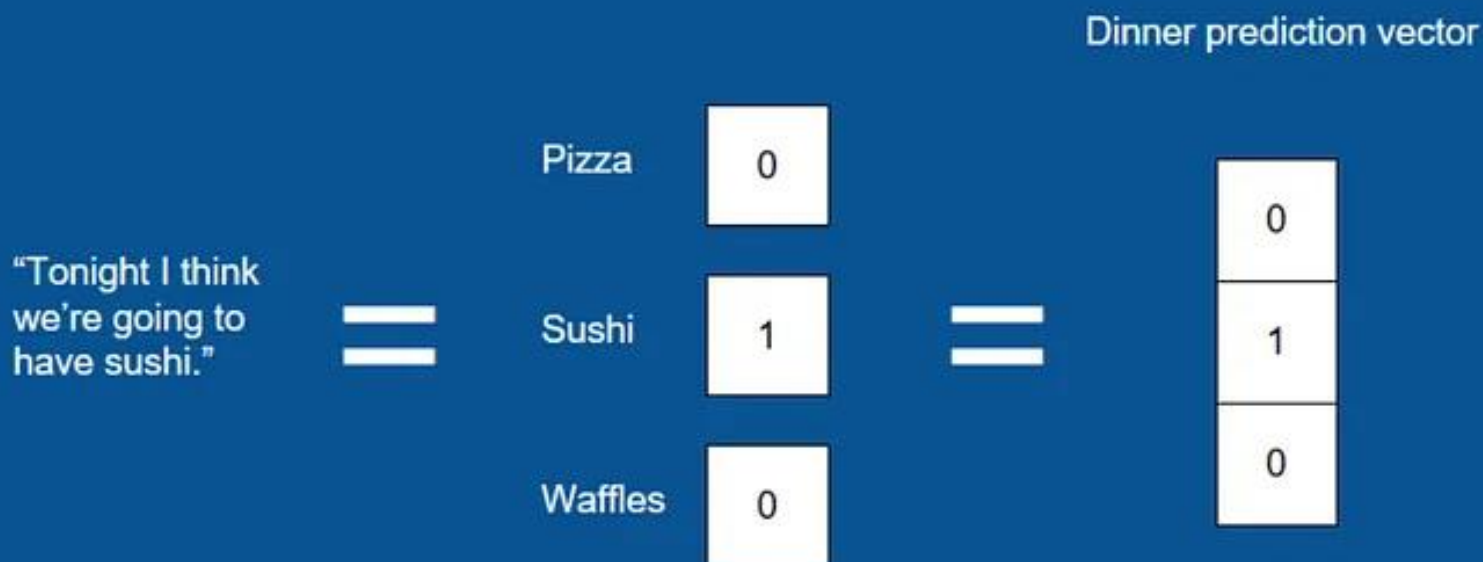 Dinner prediction vector
“Tonight I think
we’re going to
have sushi.”
Pizza 0
Sushi 1
Waffles 0
0
1
0